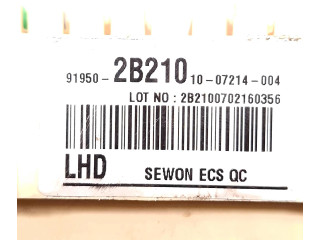 91950-2B210 10-07214-004
LOT NO : 2B2100702160356
LHD SEWON ECS QC